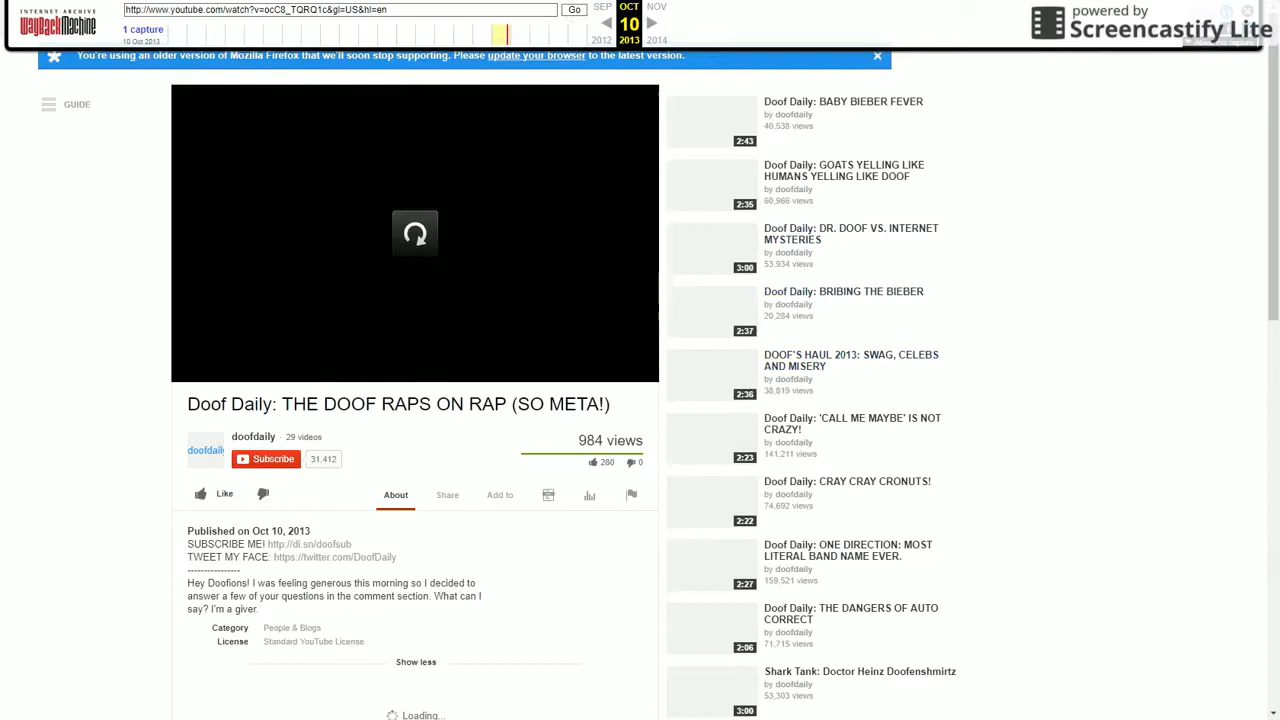 INTERNET ARCHIVE
WayBackMachine
http://www.youtube.com/watch?v=ocC8_TQRQ1c&gl=US&hl=en
Go
SEP
OCT
NOV
1 capture
10 Oct 2013
10
2012
2013
2014
powered by
Screencastify Lite
You're using an older version of Mozilla Firefox that we'll soon stop supporting. Please update your browser to the latest version.
GUIDE
Doof Daily: THE DOOF RAPS ON RAP (SO META!)
doofdaily
doofdaily · 29 videos
Subscribe
31,412
984 views
280
0
Like
About
Share
Add to
Published on Oct 10, 2013
SUBSCRIBE ME! http://di.sn/doofsub
TWEET MY FACE: https://twitter.com/DoofDaily
----------------
Hey Doofions! I was feeling generous this morning so I decided to
answer a few of your questions in the comment section. What can I
say? I'm a giver.
Category People & Blogs
License Standard YouTube License
Show less
Loading...
Doof Daily: BABY BIEBER FEVER
by doofdaily
40,538 views
2:43
Doof Daily: GOATS YELLING LIKE
HUMANS YELLING LIKE DOOF
by doofdaily
60,966 views
2:35
Doof Daily: DR. DOOF VS. INTERNET
MYSTERIES
by doofdaily
53,934 views
3:00
Doof Daily: BRIBING THE BIEBER
by doofdaily
20,284 views
2:37
DOOF'S HAUL 2013: SWAG, CELEBS
AND MISERY
by doofdaily
38,819 views
2:36
Doof Daily: 'CALL ME MAYBE' IS NOT
CRAZY!
by doofdaily
141,211 views
2:23
Doof Daily: CRAY CRAY CRONUTS!
by doofdaily
74,692 views
2:22
Doof Daily: ONE DIRECTION: MOST
LITERAL BAND NAME EVER.
by doofdaily
159,521 views
2:27
Doof Daily: THE DANGERS OF AUTO
CORRECT
by doofdaily
71,715 views
2:06
Shark Tank: Doctor Heinz Doofenshmirtz
by doofdaily
53,303 views
3:00